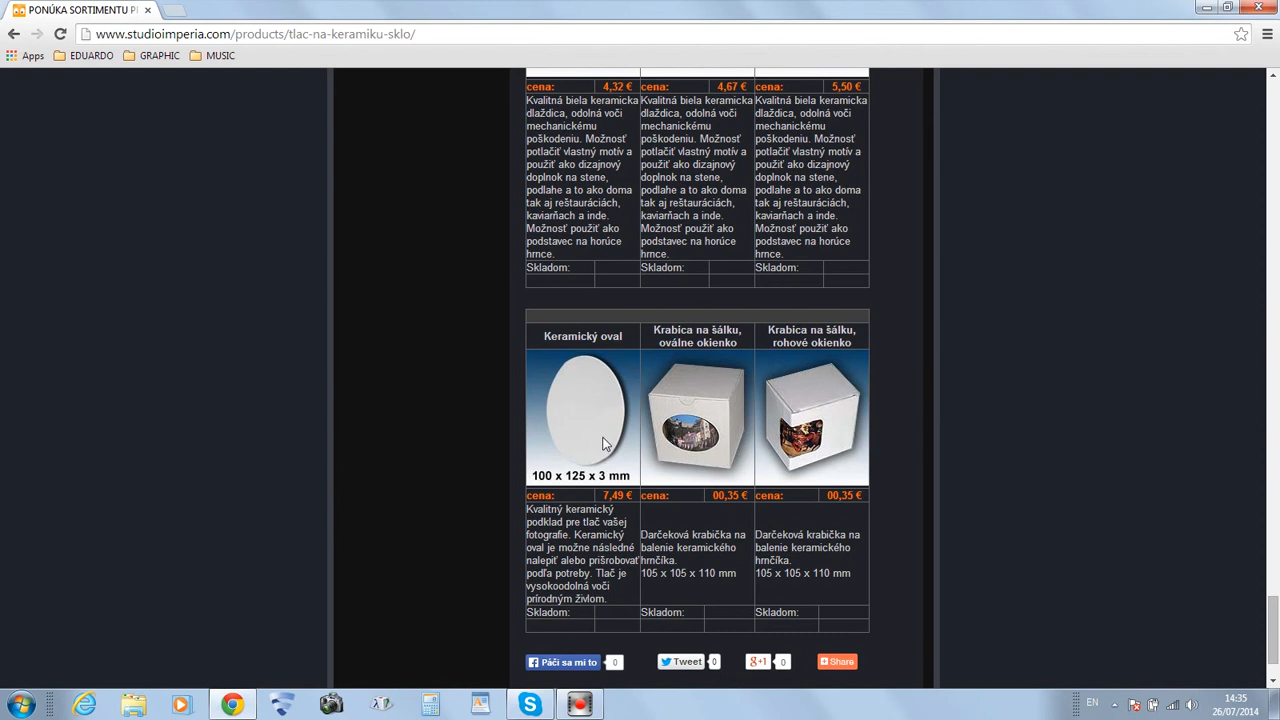 PONÚKA SORTIMENTU P
www.studioimperia.com/products/tlac-na-keramiku-sklo/
Apps EDUARDO GRAPHIC MUSIC
cena: 4,32 € cena: 4,67 € cena: 5,50 €
Kvalitná biela keramicka
dlaždica, odolná voči
mechanickému
poškodeniu. Možnosť
potlačiť vlastný motív a
použiť ako dizajnový
doplnok na stene,
podlahe a to ako doma
tak aj reštauráciách,
kaviarňach a inde.
Možnosť použiť ako
podstavec na horúce
hrnce.
Skladom:
Kvalitná biela keramicka
dlaždica, odolná voči
mechanickému
poškodeniu. Možnosť
potlačiť vlastný motív a
použiť ako dizajnový
doplnok na stene,
podlahe a to ako doma
tak aj reštauráciách,
kaviarňach a inde.
Možnosť použiť ako
podstavec na horúce
hrnce.
Skladom:
Kvalitná biela keramicka
dlaždica, odolná voči
mechanickému
poškodeniu. Možnosť
potlačiť vlastný motív a
použiť ako dizajnový
doplnok na stene,
podlahe a to ako doma
tak aj reštauráciách,
kaviarňach a inde.
Možnosť použiť ako
podstavec na horúce
hrnce.
Skladom:
Keramický oval
100 x 125 x 3 mm
cena: 7,49 €
Kvalitný keramický
podklad pre tlač vašej
fotografie. Keramický
oval je možne následné
nalepiť alebo prišrobovať
podľa potreby. Tlač je
vysokoodolná voči
prírodným živlom.
Skladom:
Krabica na šálku,
oválne okienko
cena: 00,35 €
Darčeková krabička na
balenie keramického
hrnčíka.
105 x 105 x 110 mm
Skladom:
Krabica na šálku,
rohové okienko
cena: 00,35 €
Darčeková krabička na
balenie keramického
hrnčíka.
105 x 105 x 110 mm
Skladom:
Páči sa mi to 0 Tweet 0 g+1 0 Share
EN 14:35
26/07/2014